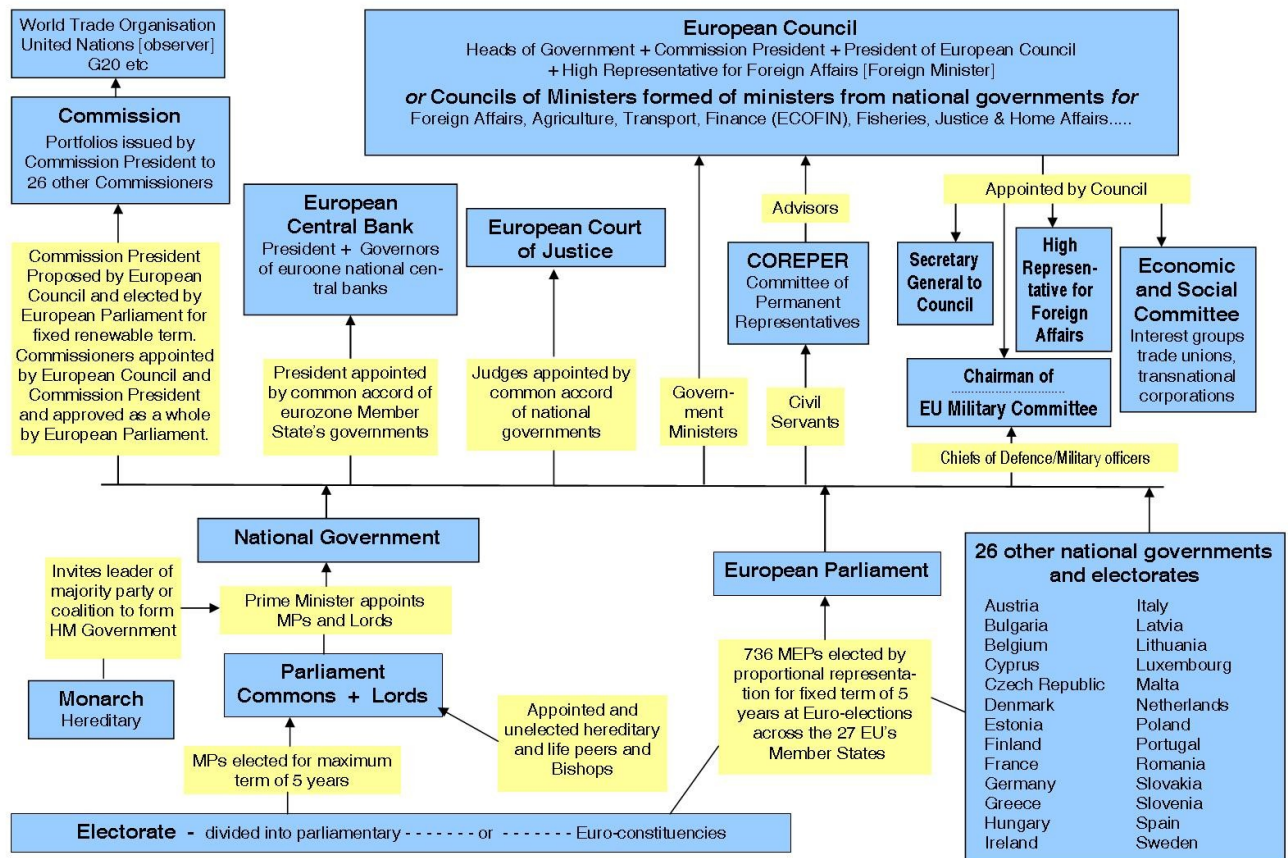 World Trade Organisation
United Nations [observer]
G20 etc
European Council
Heads of Government + Commission President + President of European Council
+ High Representative for Foreign Affairs [Foreign Minister]
or Councils of Ministers formed of ministers from national governments for
Foreign Affairs, Agriculture, Transport, Finance (ECOFIN), Fisheries, Justice & Home Affairs.....
Commission
Portfolios issued by
Commission President to
26 other Commissioners
European
Central Bank
President + Governors
of euroone national cen-
tral banks
European Court
of Justice
Advisors
COREPER
Committee of
Permanent
Representatives
Appointed by Council
Secretary
General to
Council
High
Represen-
tative for
Foreign
Affairs
Economic
and Social
Committee
Interest groups
trade unions,
transnational
corporations
Chairman of
EU Military Committee
Commission President
Proposed by European
Council and elected by
European Parliament for
fixed renewable term.
Commissioners appointed
by European Council and
Commission President
and approved as a whole
by European Parliament.
President appointed
by common accord of
eurozone Member
State's governments
Judges appointed by
common accord
of national
governments
Govern-
ment
Ministers
Civil
Servants
Chiefs of Defence/Military officers
National Government
European Parliament
26 other national governments
and electorates
Austria
Bulgaria
Belgium
Cyprus
Czech Republic
Denmark
Estonia
Finland
France
Germany
Greece
Hungary
Ireland
Italy
Latvia
Lithuania
Luxembourg
Malta
Netherlands
Poland
Portugal
Romania
Slovakia
Slovenia
Spain
Sweden
Invites leader of
majority party or
coalition to form
HM Government
Prime Minister appoints
MPs and Lords
Monarch
Hereditary
Parliament
Commons + Lords
Appointed and
unelected hereditary
and life peers and
Bishops
736 MEPs elected by
proportional representa-
tion for fixed term of 5
years at Euro-elections
across the 27 EU's
Member States
MPs elected for maximum
term of 5 years
Electorate - divided into parliamentary - - - - - - - or - - - - - - - Euro-constituencies